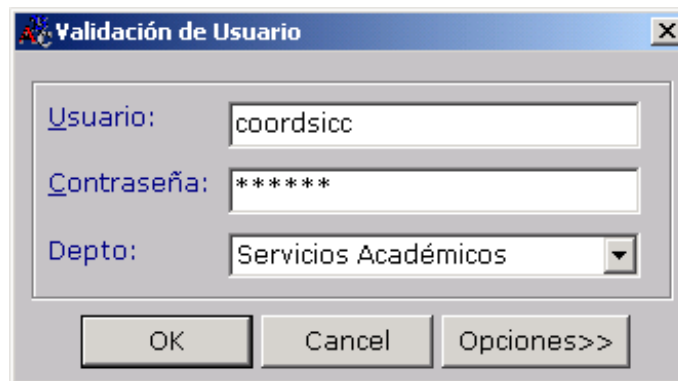 Validación de Usuario
Usuario: coordsicc
Contraseña: ******
Depto: Servicios Académicos
OK Cancel Opciones>>